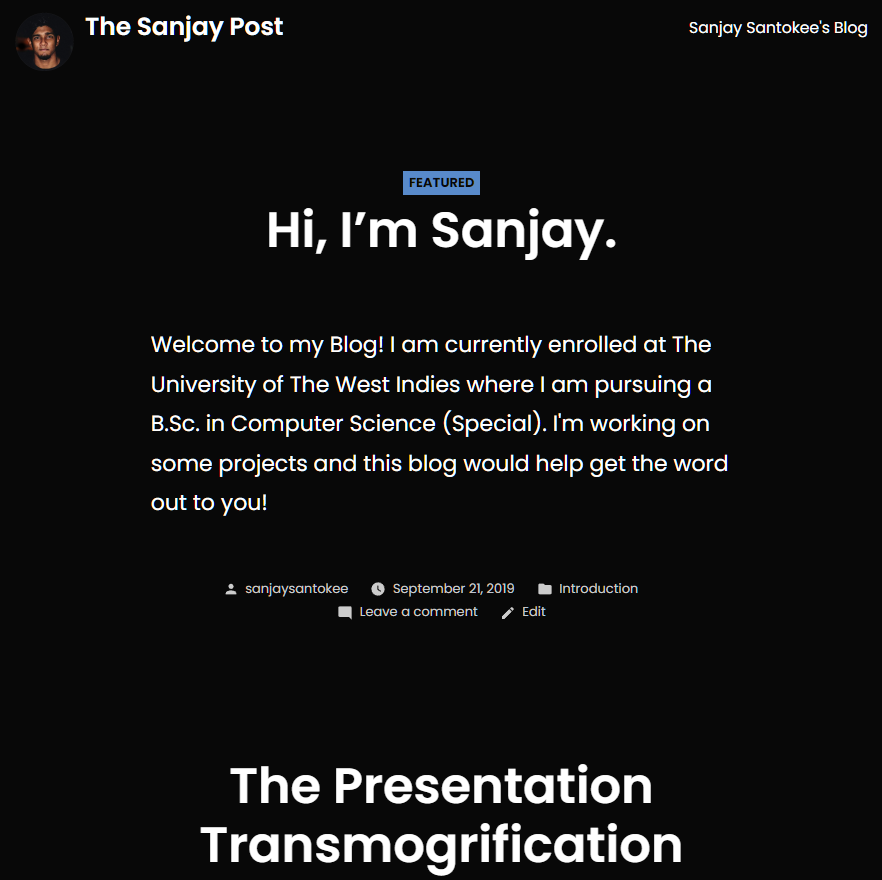 The Sanjay Post
Sanjay Santokee's Blog
FEATURED
Hi, I’m Sanjay.
Welcome to my Blog! I am currently enrolled at The
University of The West Indies where I am pursuing a
B.Sc. in Computer Science (Special). I'm working on
some projects and this blog would help get the word
out to you!
sanjaysantokee September 21, 2019 Introduction
Leave a comment Edit
The Presentation
Transmogrification